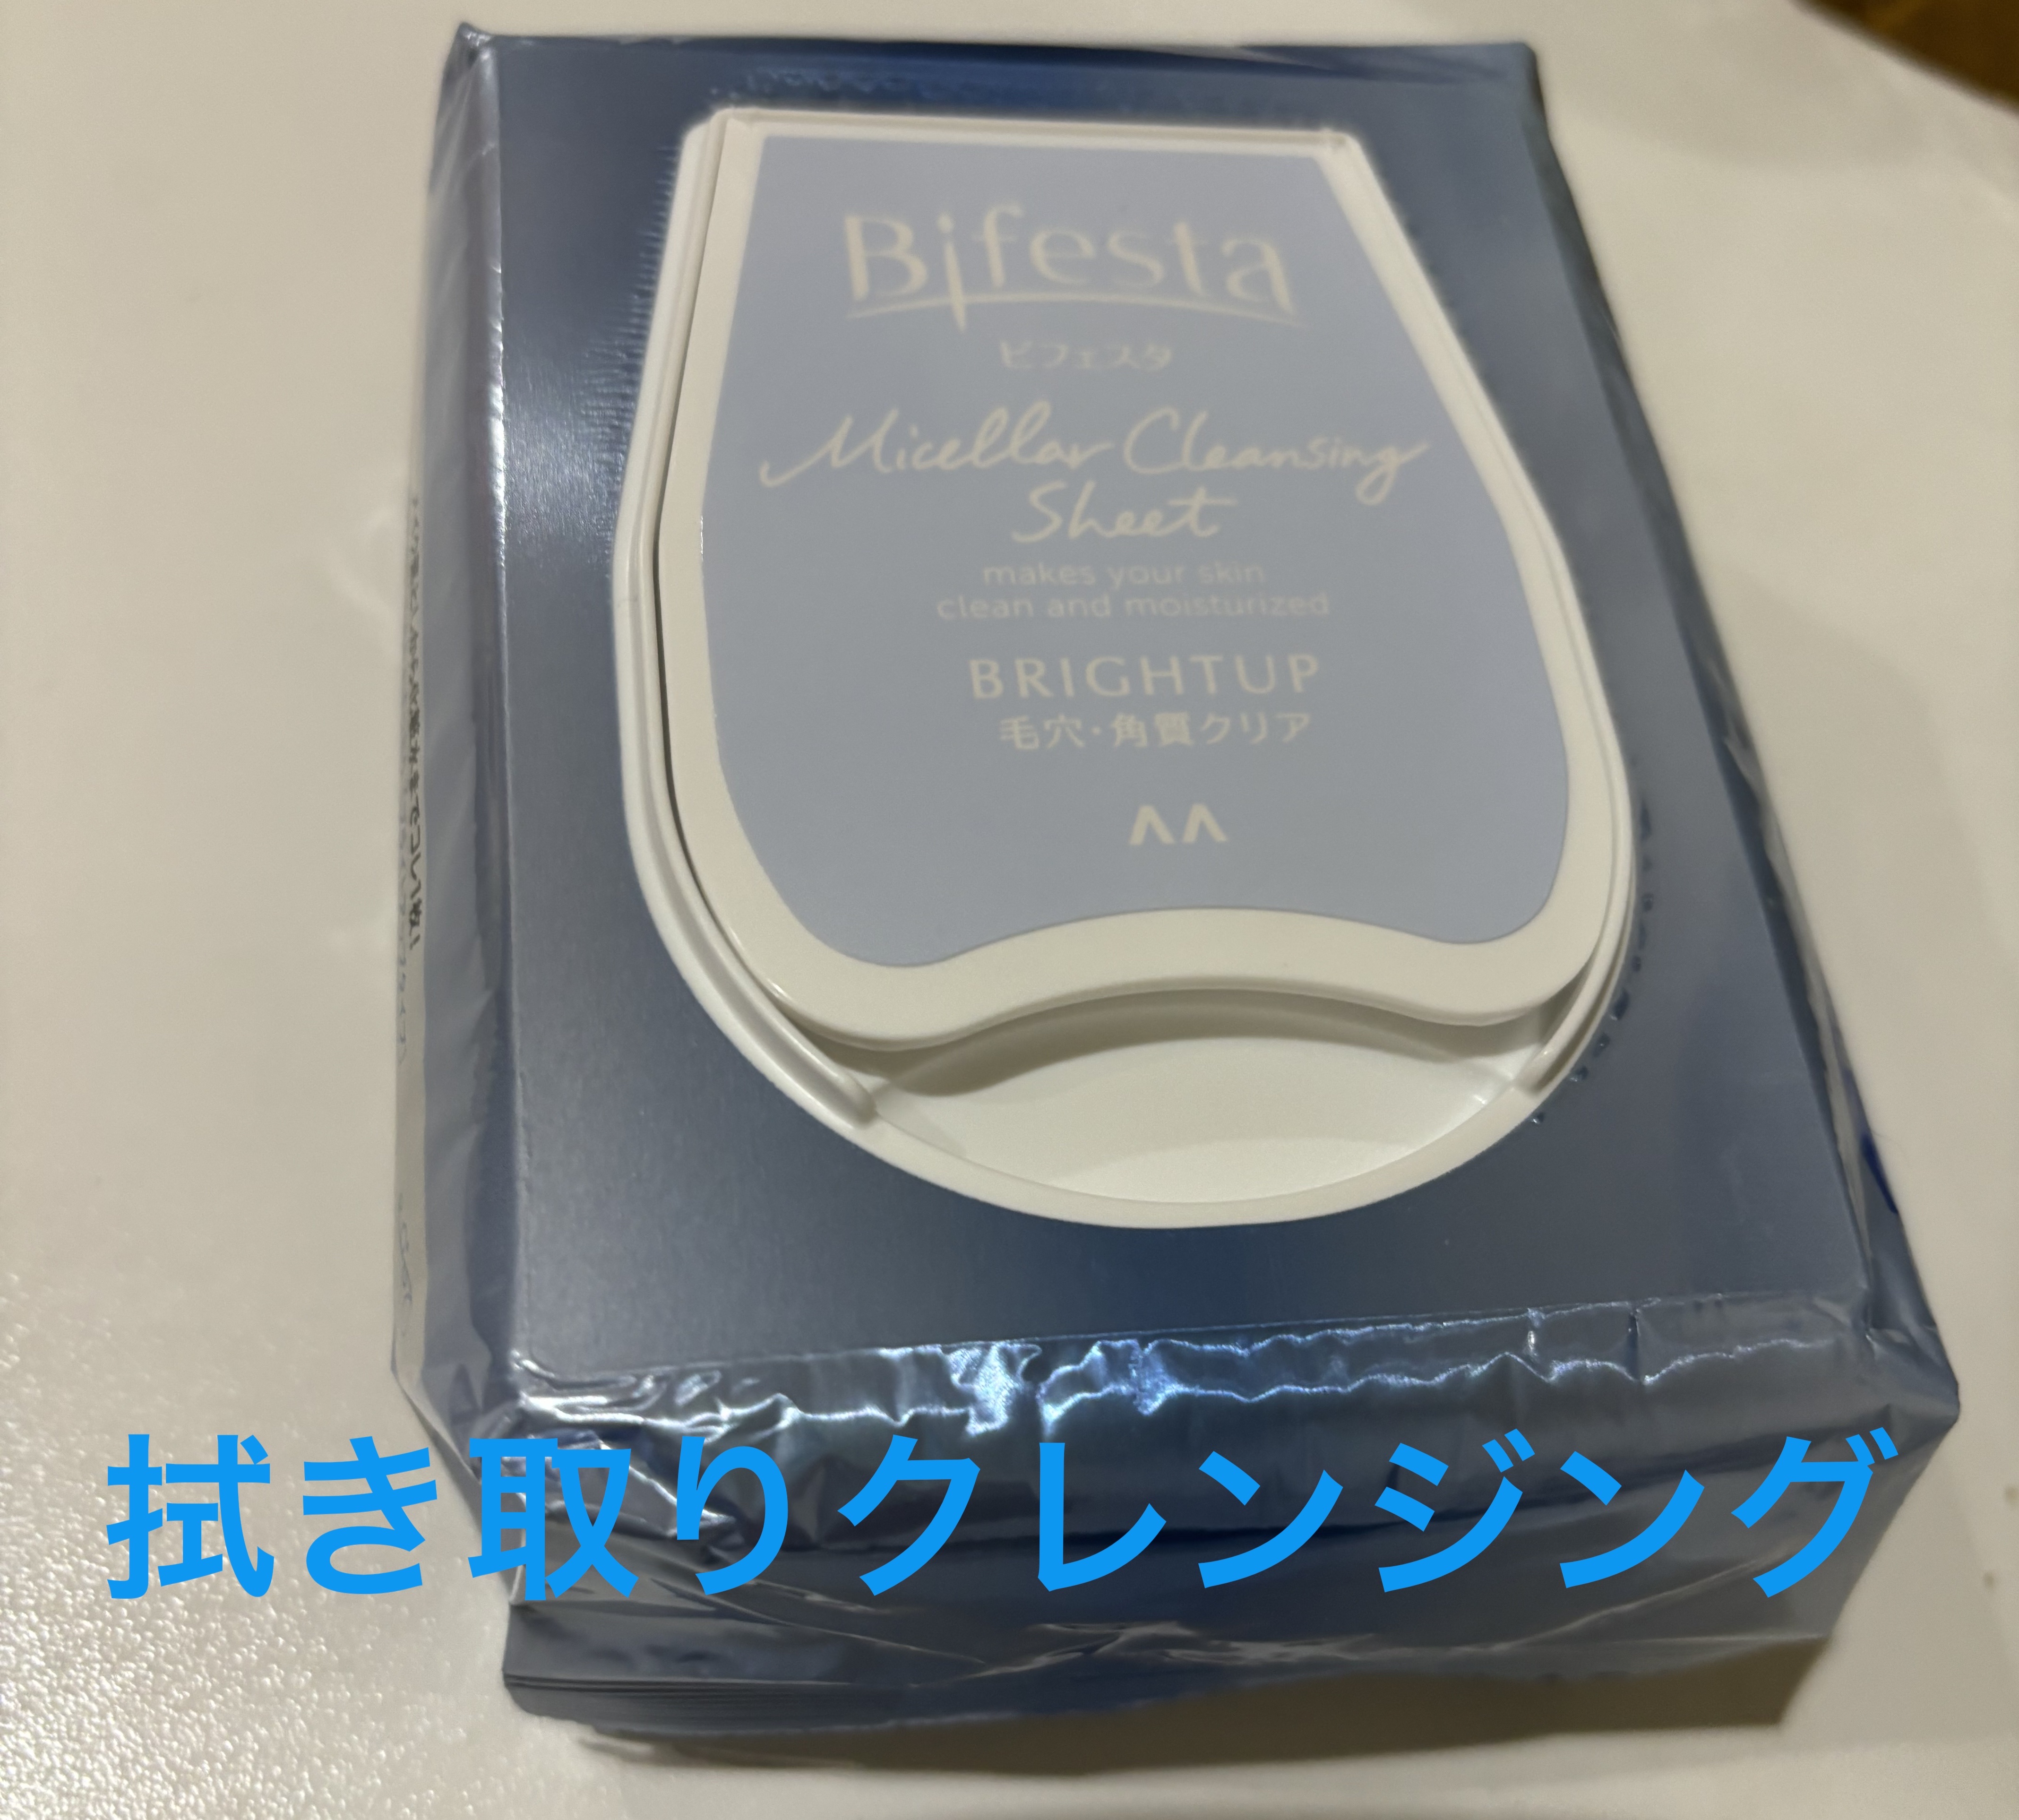 Bifesta
ビフェスタ
Micellar Cleansing
Sheet
makes your skin
clean and moisturized
BRIGHTUP
毛穴・角質クリア
拭き取りクレンジング